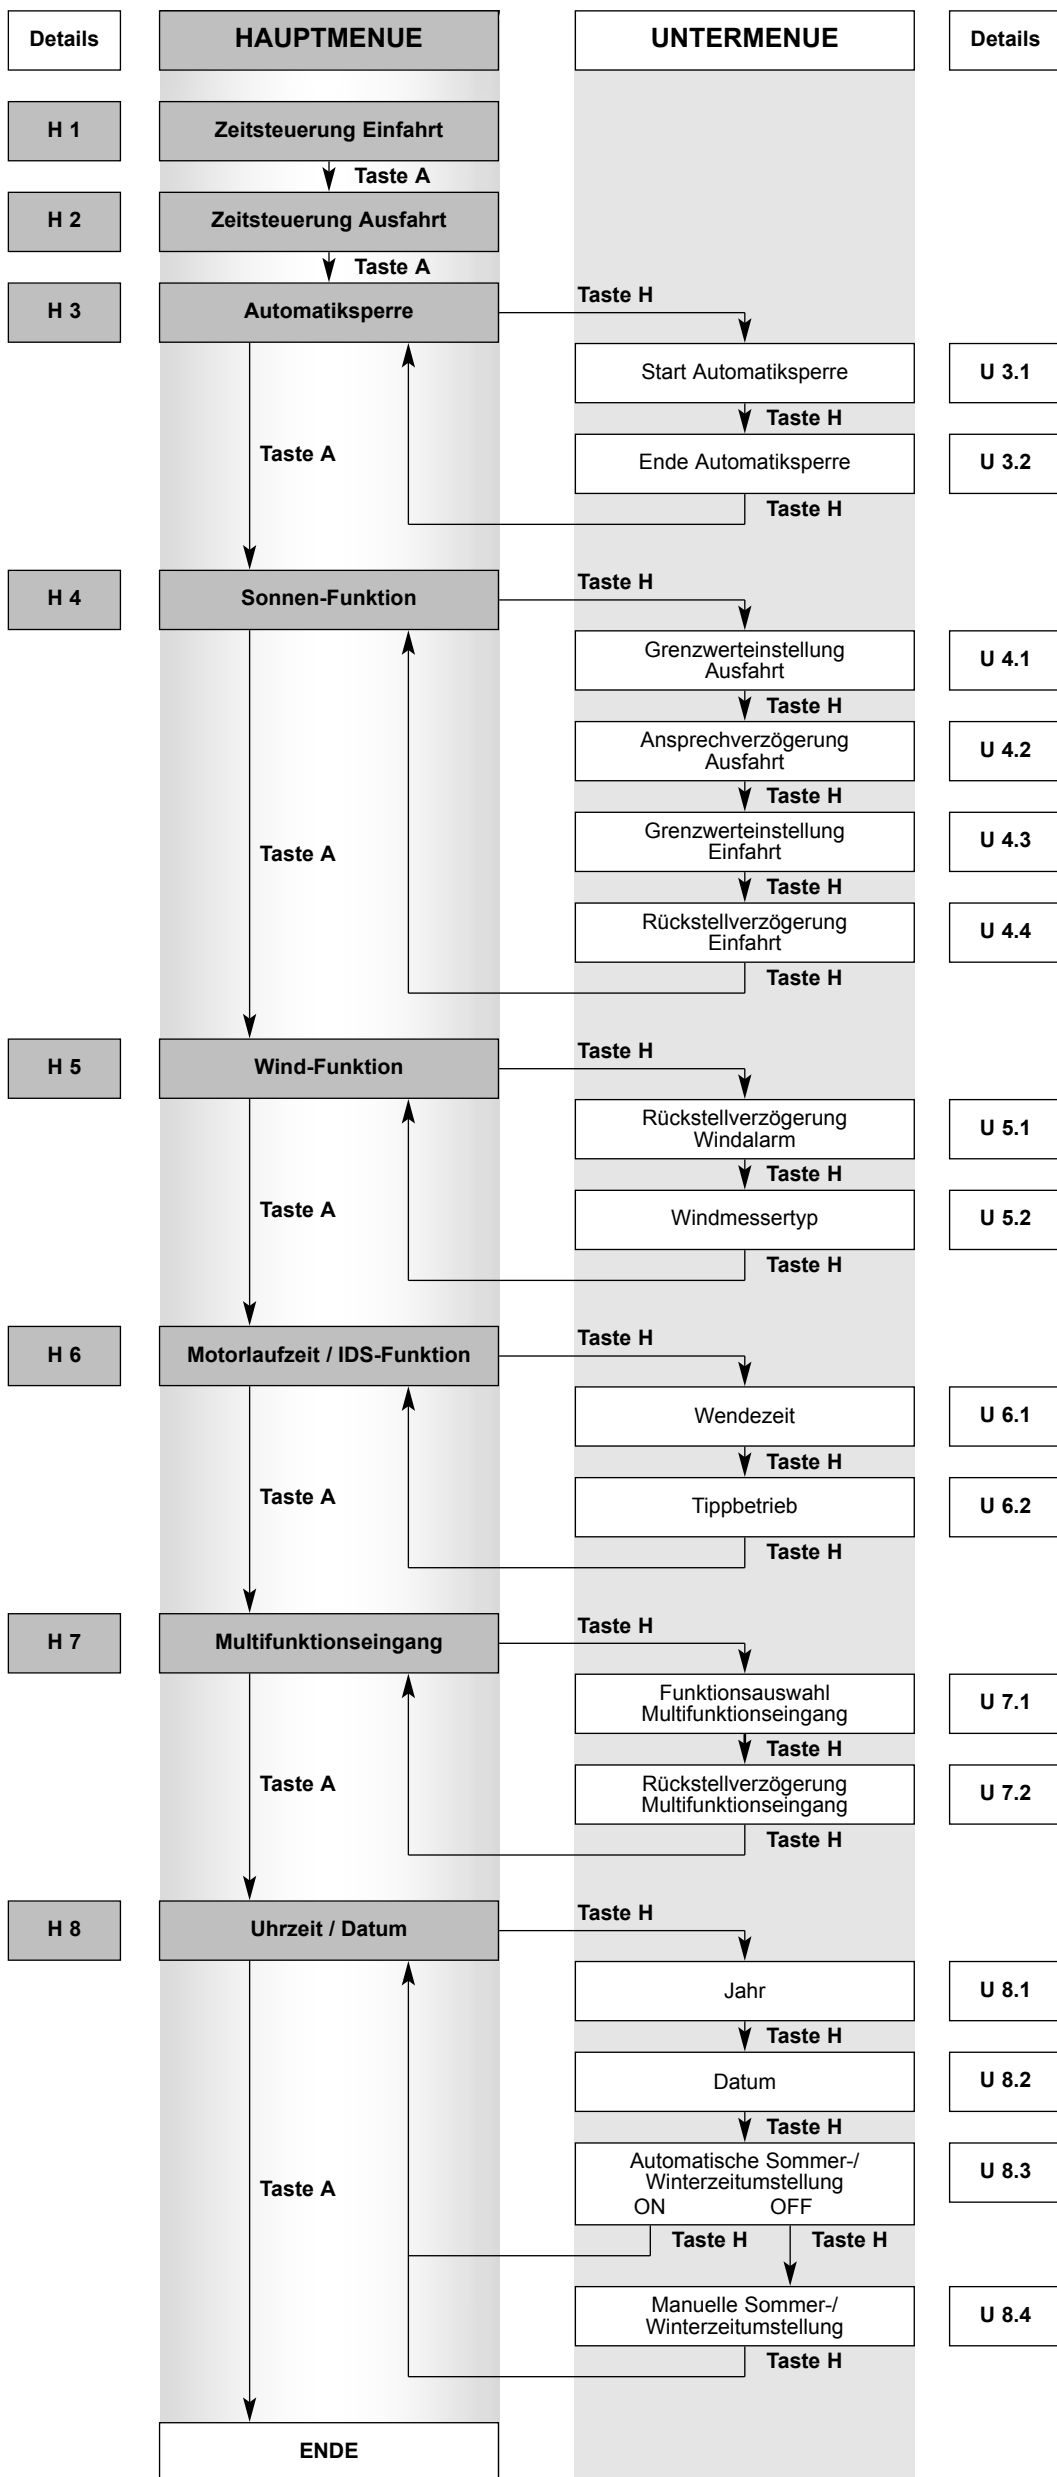 Details
HAUPTMENUE
UNTERMENUE
Details
H 1
Zeitsteuerung Einfahrt
Taste A
H 2
Zeitsteuerung Ausfahrt
Taste A
H 3
Automatiksperre
Taste H
Start Automatiksperre
U 3.1
Taste H
Taste A
Ende Automatiksperre
U 3.2
Taste H
H 4
Sonnen-Funktion
Taste H
Grenzwerteinstellung
Ausfahrt
U 4.1
Taste H
Ansprechverzögerung
Ausfahrt
U 4.2
Taste H
Taste A
Grenzwerteinstellung
Einfahrt
U 4.3
Taste H
Rückstellverzögerung
Einfahrt
U 4.4
Taste H
H 5
Wind-Funktion
Taste H
Rückstellverzögerung
Windalarm
U 5.1
Taste H
Taste A
Windmessertyp
U 5.2
Taste H
H 6
Motorlaufzeit / IDS-Funktion
Taste H
Wendezeit
U 6.1
Taste H
Taste A
Tippbetrieb
U 6.2
Taste H
H 7
Multifunktionseingang
Taste H
Funktionsauswahl
Multifunktionseingang
U 7.1
Taste H
Taste A
Rückstellverzögerung
Multifunktionseingang
U 7.2
Taste H
H 8
Uhrzeit / Datum
Taste H
Jahr
U 8.1
Taste H
Datum
U 8.2
Taste H
Taste A
Automatische Sommer-/
Winterzeitumstellung
ON OFF
U 8.3
Taste H Taste H
Manuelle Sommer-/
Winterzeitumstellung
U 8.4
Taste H
ENDE